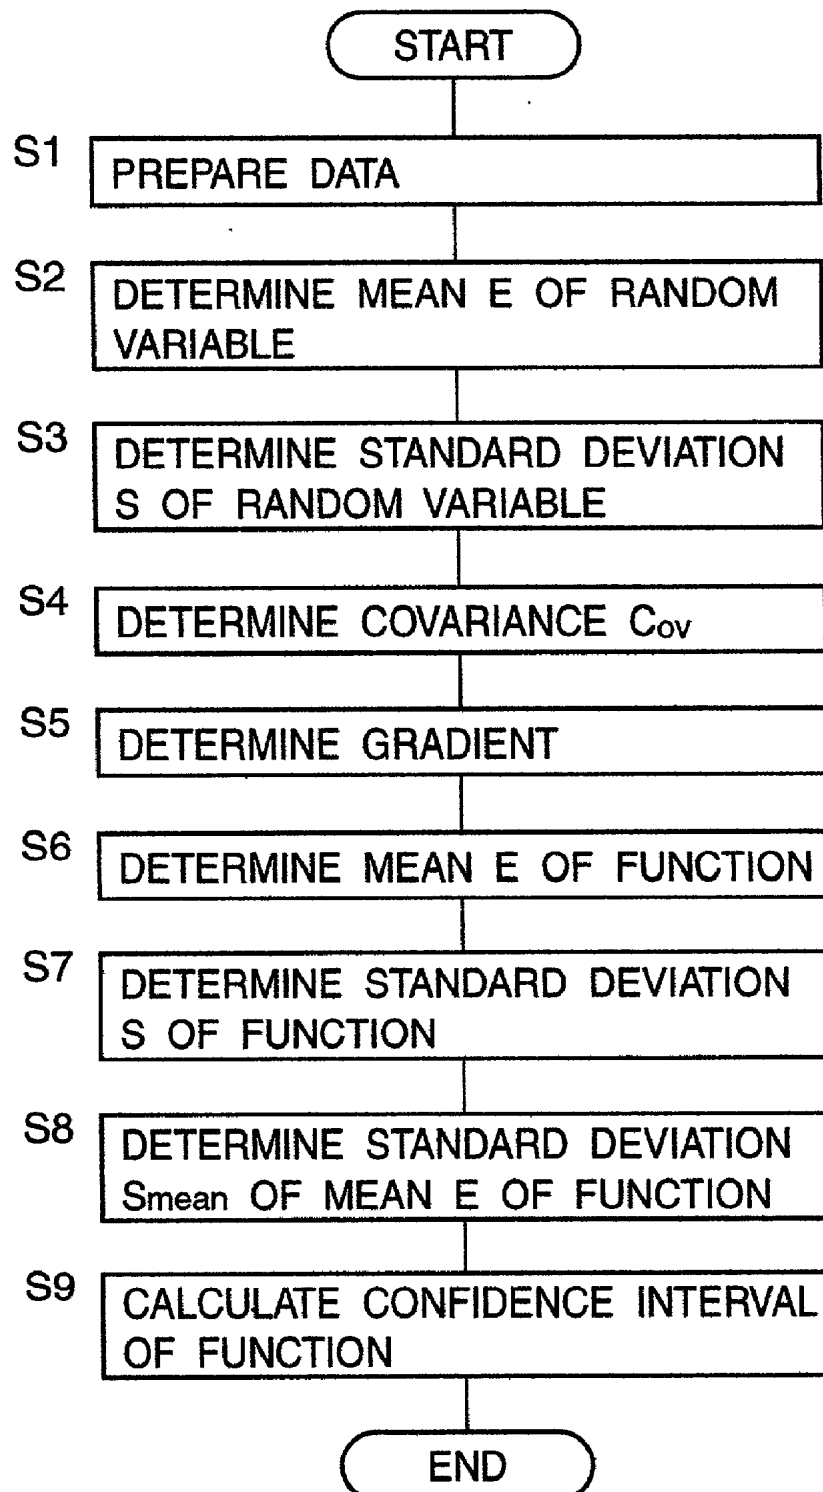 START
S1
PREPARE DATA
S2
DETERMINE MEAN E OF RANDOM
VARIABLE
S3
DETERMINE STANDARD DEVIATION
S OF RANDOM VARIABLE
S4
DETERMINE COVARIANCE Cov
S5
DETERMINE GRADIENT
S6
DETERMINE MEAN E OF FUNCTION
S7
DETERMINE STANDARD DEVIATION
S OF FUNCTION
S8
DETERMINE STANDARD DEVIATION
Smean OF MEAN E OF FUNCTION
S9
CALCULATE CONFIDENCE INTERVAL
OF FUNCTION
END